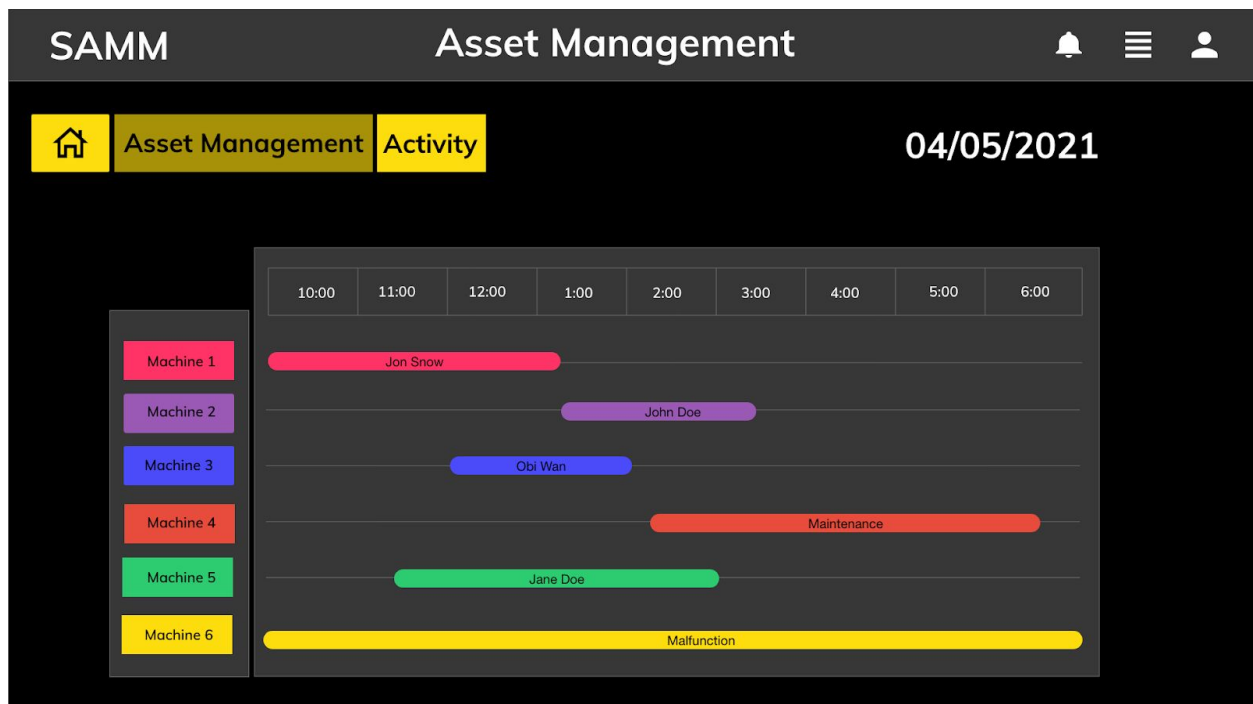 SAMM Asset Management
Asset Management Activity 04/05/2021
10:00 11:00 12:00 1:00 2:00 3:00 4:00 5:00 6:00
Machine 1 Jon Snow
Machine 2 John Doe
Machine 3 Obi Wan
Machine 4 Maintenance
Machine 5 Jane Doe
Machine 6 Malfunction